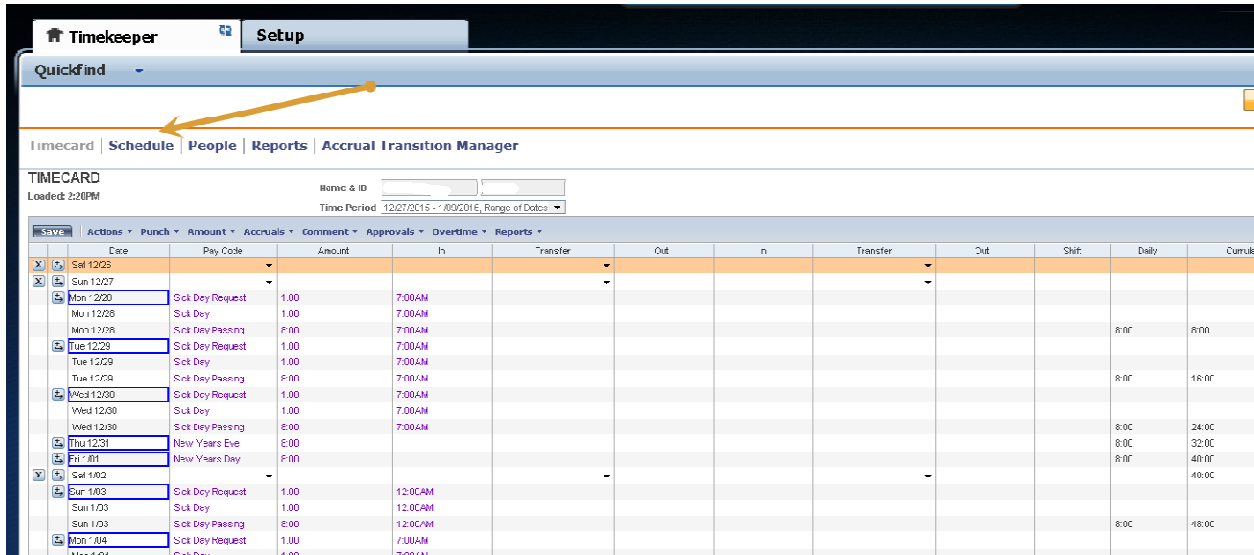 Timekeeper Setup
Quickfind
Timecard Schedule People Reports Accrual Transition Manager
TIMECARD
Loaded: 2:20PM
Name & ID
Time Period 12/27/2015 - 1/09/2016, Range of Dates
Save Actions Punch Amount Accruals Comment Approvals Overtime Reports
Date Pay Code Amount In Transfer Out In Transfer Out Shift Daily
Sat 12/26
Sun 12/27
Mon 12/28 Sick Day Request 1.00 7:00AM
Mon 12/28 Sick Day 1.00 7:00AM
Mon 12/28 Sick Day Passing 8:00 7:00AM 8:00 8:00
Tue 12/29 Sick Day Request 1.00 7:00AM
Tue 12/29 Sick Day 1.00 7:00AM
Tue 12/29 Sick Day Passing 8:00 7:00AM 8:00 16:00
Wed 12/30 Sick Day Request 1.00 7:00AM
Wed 12/30 Sick Day 1.00 7:00AM
Wed 12/30 Sick Day Passing 8:00 7:00AM 8:00 24:00
Thu 12/31 New Years Eve 8:00 8:00 32:00
Fri 1/01 New Years Day 8:00 8:00 40:00
Sat 1/02 40:00
Sun 1/03 Sick Day Request 1.00 12:00AM
Sun 1/03 Sick Day 1.00 12:00AM
Sun 1/03 Sick Day Passing 8:00 12:00AM 8:00 48:00
Mon 1/04 Sick Day Request 1.00 7:00AM